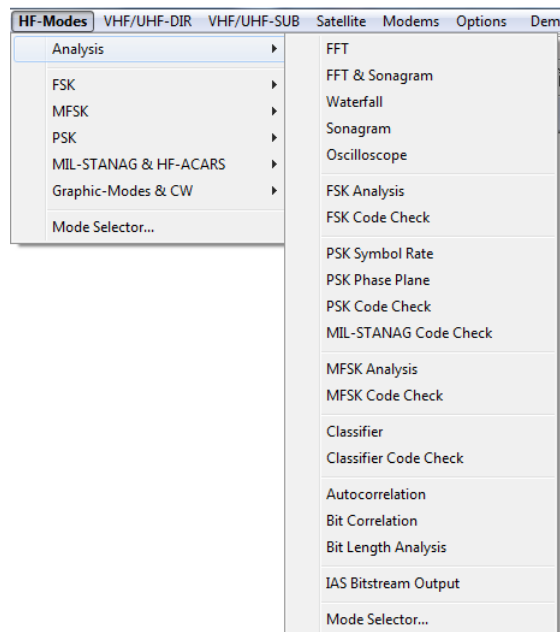 HF-Modes VHF/UHF-DIR VHF/UHF-SUB Satellite Modems Options Dem
Analysis
FSK
MFSK
PSK
MIL-STANAG & HF-ACARS
Graphic-Modes & CW
Mode Selector...
FFT
FFT & Sonagram
Waterfall
Sonagram
Oscilloscope
FSK Analysis
FSK Code Check
PSK Symbol Rate
PSK Phase Plane
PSK Code Check
MIL-STANAG Code Check
MFSK Analysis
MFSK Code Check
Classifier
Classifier Code Check
Autocorrelation
Bit Correlation
Bit Length Analysis
IAS Bitstream Output
Mode Selector...